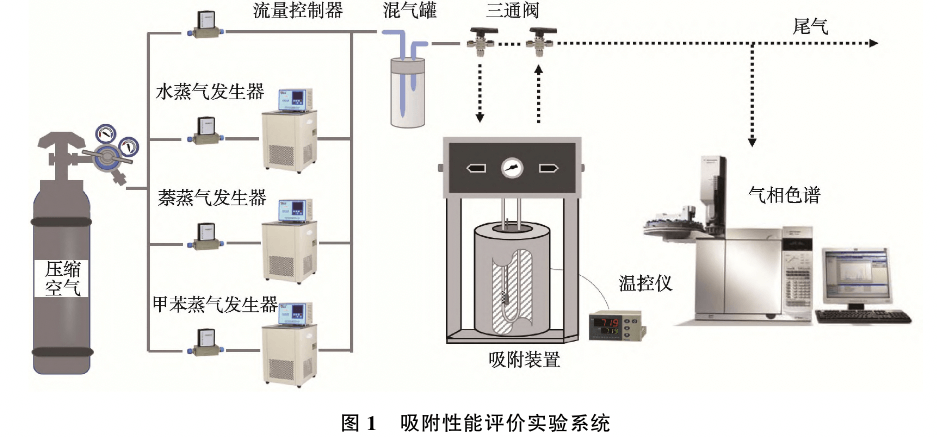 流量控制器
混气罐
三通阀
尾气
水蒸气发生器
萘蒸气发生器
气相色谱
压缩
空气
温控仪
甲苯蒸气发生器
吸附装置
图 1 吸附性能评价实验系统